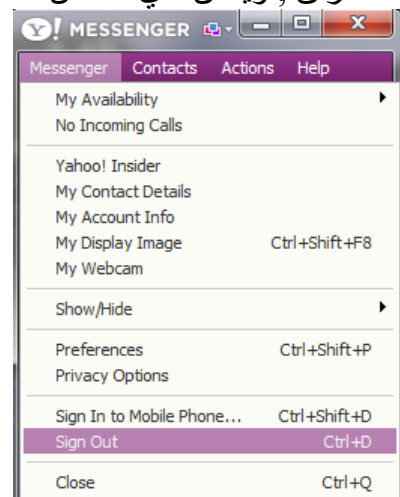 Y! MESSENGER
Messenger Contacts Actions Help
My Availability
No Incoming Calls
Yahoo! Insider
My Contact Details
My Account Info
My Display Image Ctrl+Shift+F8
My Webcam
Show/Hide
Preferences Ctrl+Shift+P
Privacy Options
Sign In to Mobile Phone... Ctrl+Shift+D
Sign Out Ctrl+D
Close Ctrl+Q